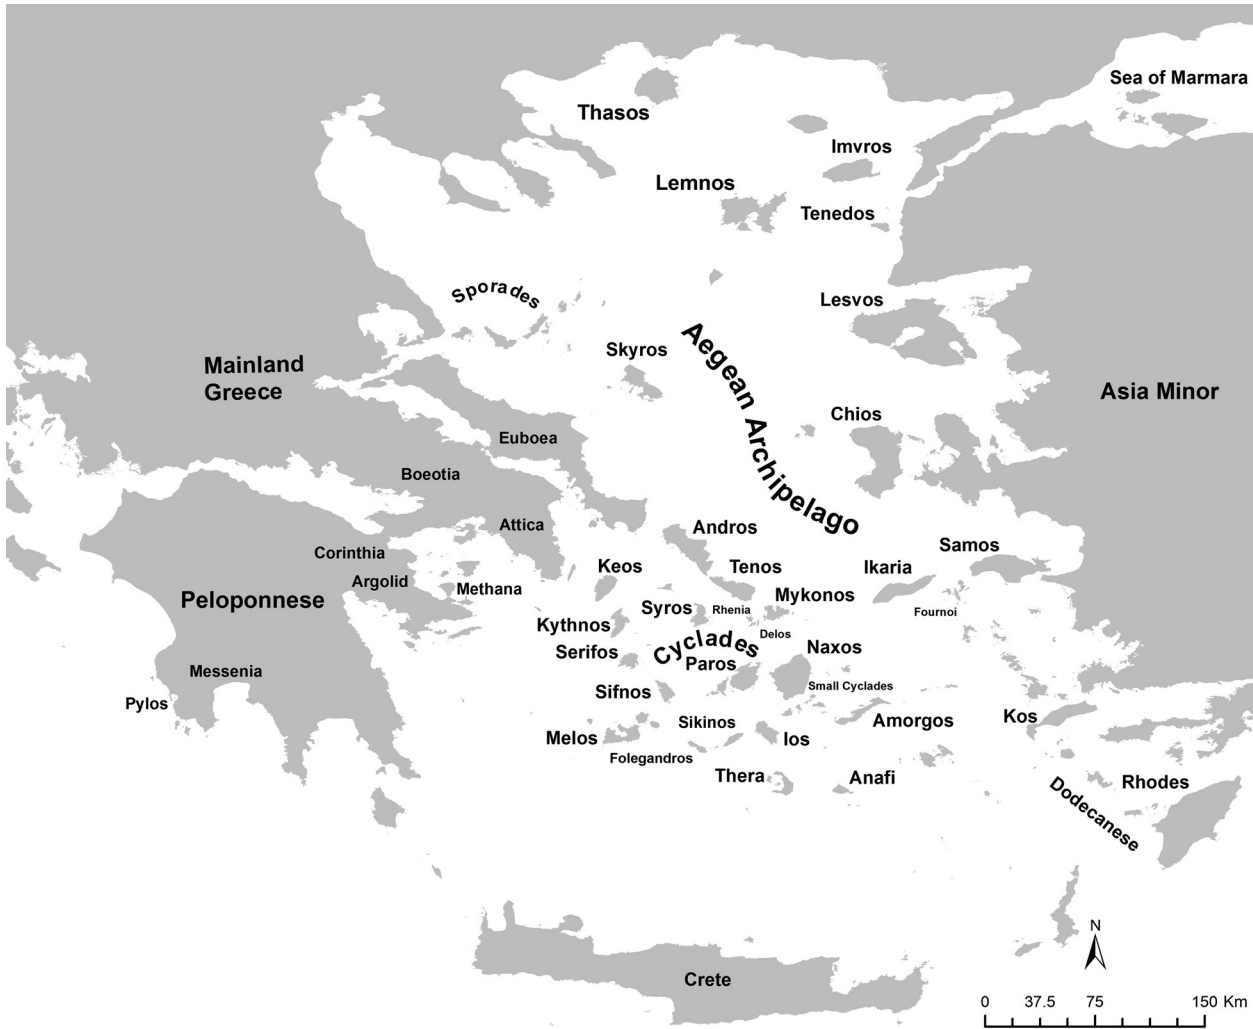 Sea of Marmara
Thasos
Imvros
Lemnos
Tenedos
Sporades
Lesvos
Skyros
Aegean Archipelago
Mainland
Greece
Asia Minor
Chios
Euboea
Boeotia
Attica
Andros
Samos
Corinthia
Keos
Tenos
Ikaria
Argolid
Methana
Mykonos
Peloponnese
Syros
Rhenia
Fournoi
Kythnos
Delos
Cyclades
Naxos
Serifos
Paros
Messenia
Small Cyclades
Sifnos
Pylos
Sikinos
Amorgos
Kos
Melos
Ios
Folegandros
Thera
Anafi
Rhodes
Dodecanese
N
Crete
0 37.5 75 150 Km